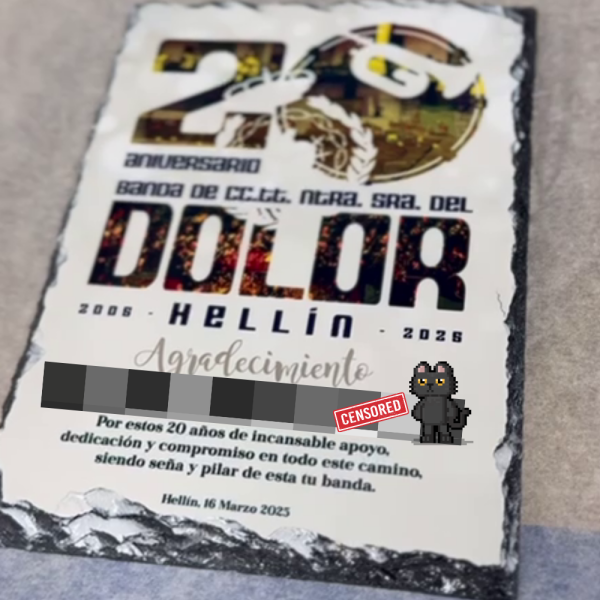 20
ANIVERSARIO
BANDA DE CC.TT. NTRA. SRA. DEL
DOLOR
2006 - HELLÍN - 2026
Agradecimiento
CENSORED
Por estos 20 años de incansable apoyo,
dedicación y compromiso en todo este camino,
siendo seña y pilar de esta tu banda.
Hellín, 16 Marzo 2025